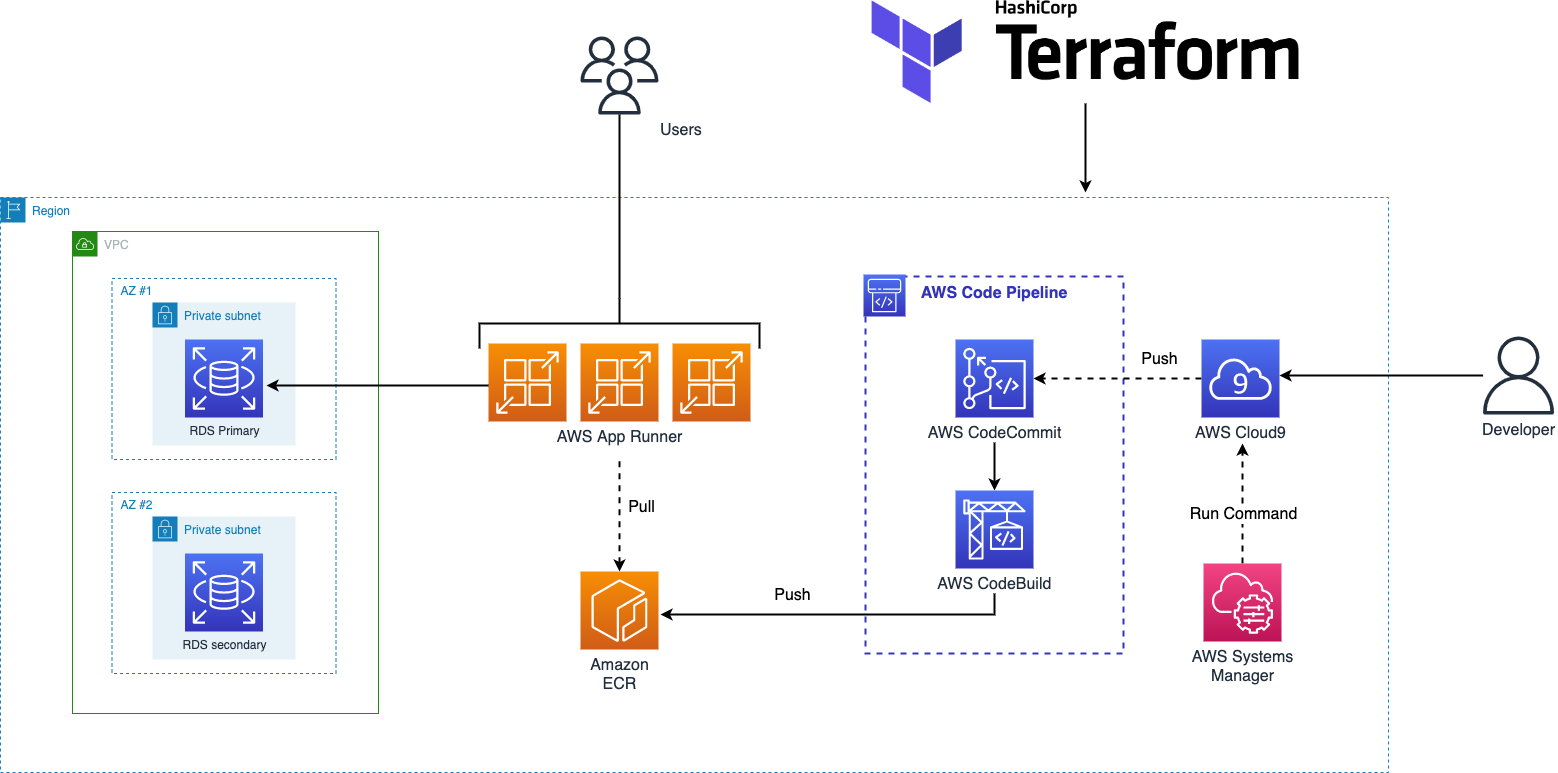 HashiCorp
Terraform
Users
Region
VPC
AZ #1
Private subnet
RDS Primary
AZ #2
Private subnet
RDS secondary
AWS App Runner
Pull
Amazon
ECR
Push
AWS Code Pipeline
AWS CodeCommit
AWS CodeBuild
Push
9
AWS Cloud9
Run Command
AWS Systems
Manager
Developer